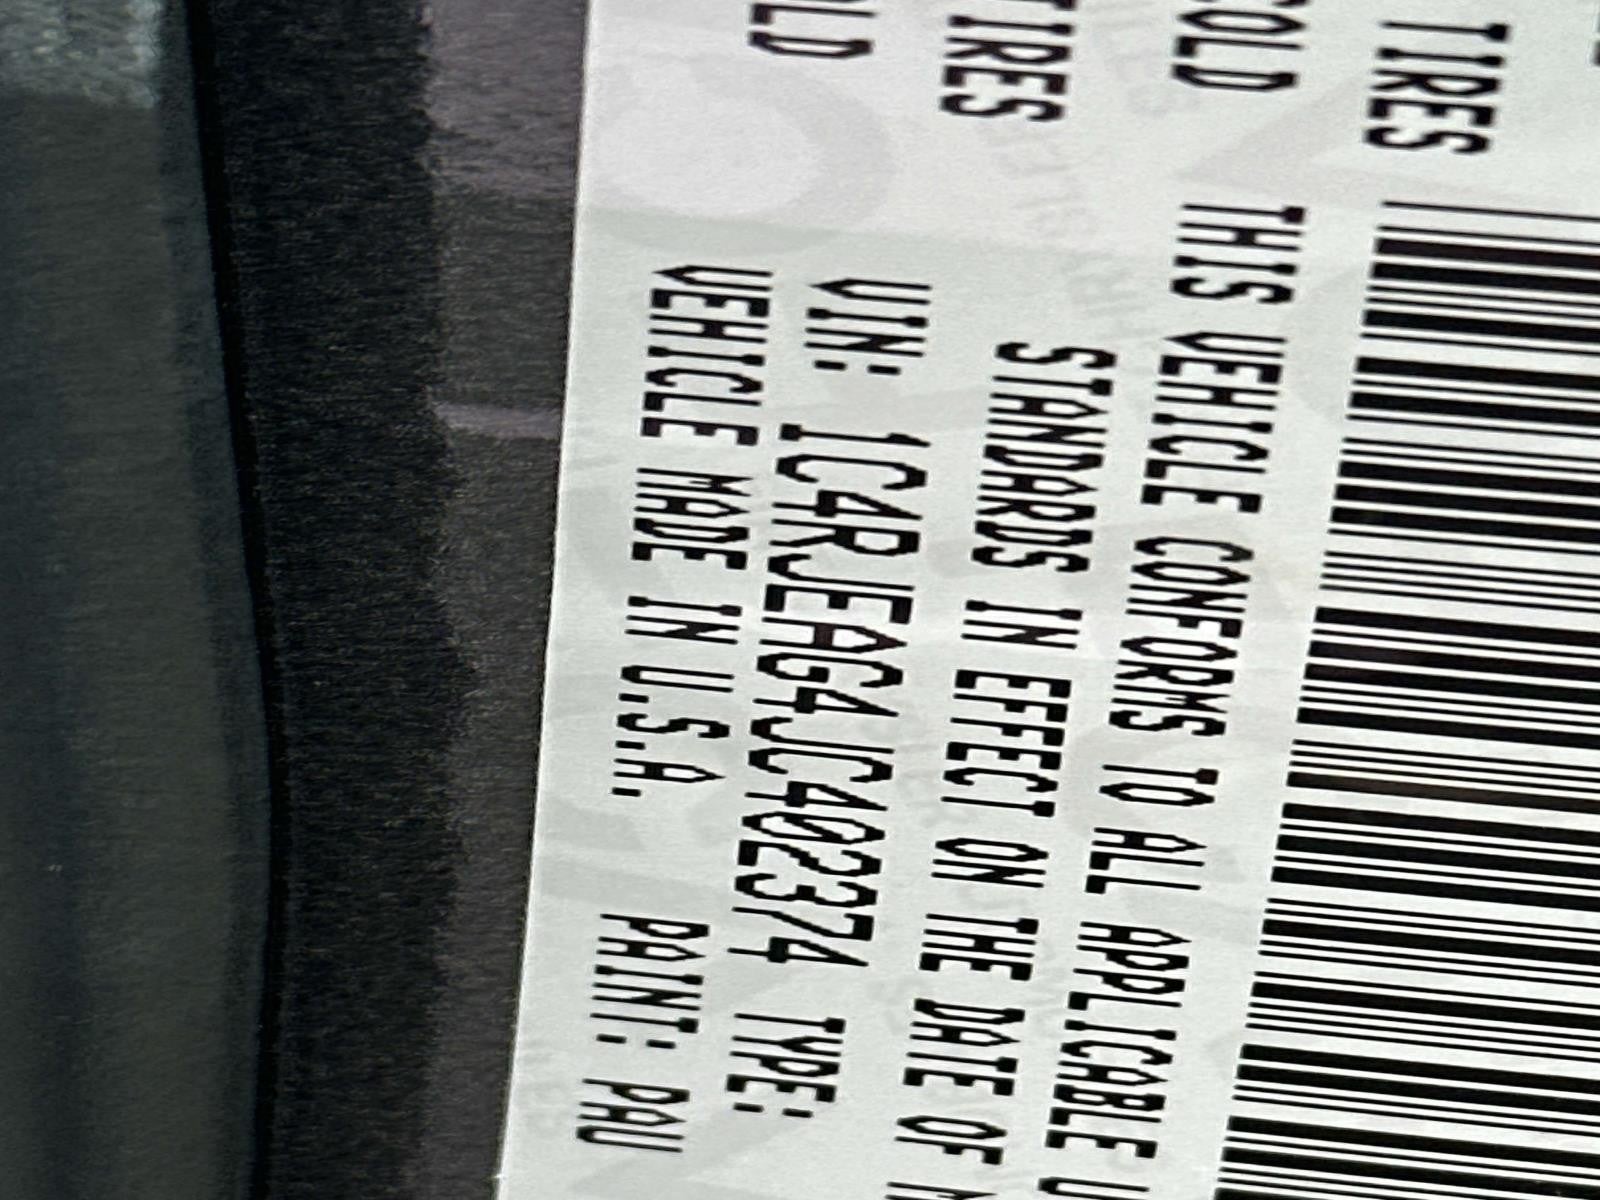 TIRES
COLD
TIRES
OLD
THIS VEHICLE CONFORMS TO ALL APPLICABLE U
STANDARDS IN EFFECT ON THE DATE OF M
VIN: 1C4RJEAG4JC402374 TYPE:
VEHICLE MADE IN U.S.A. PAINT: PAU